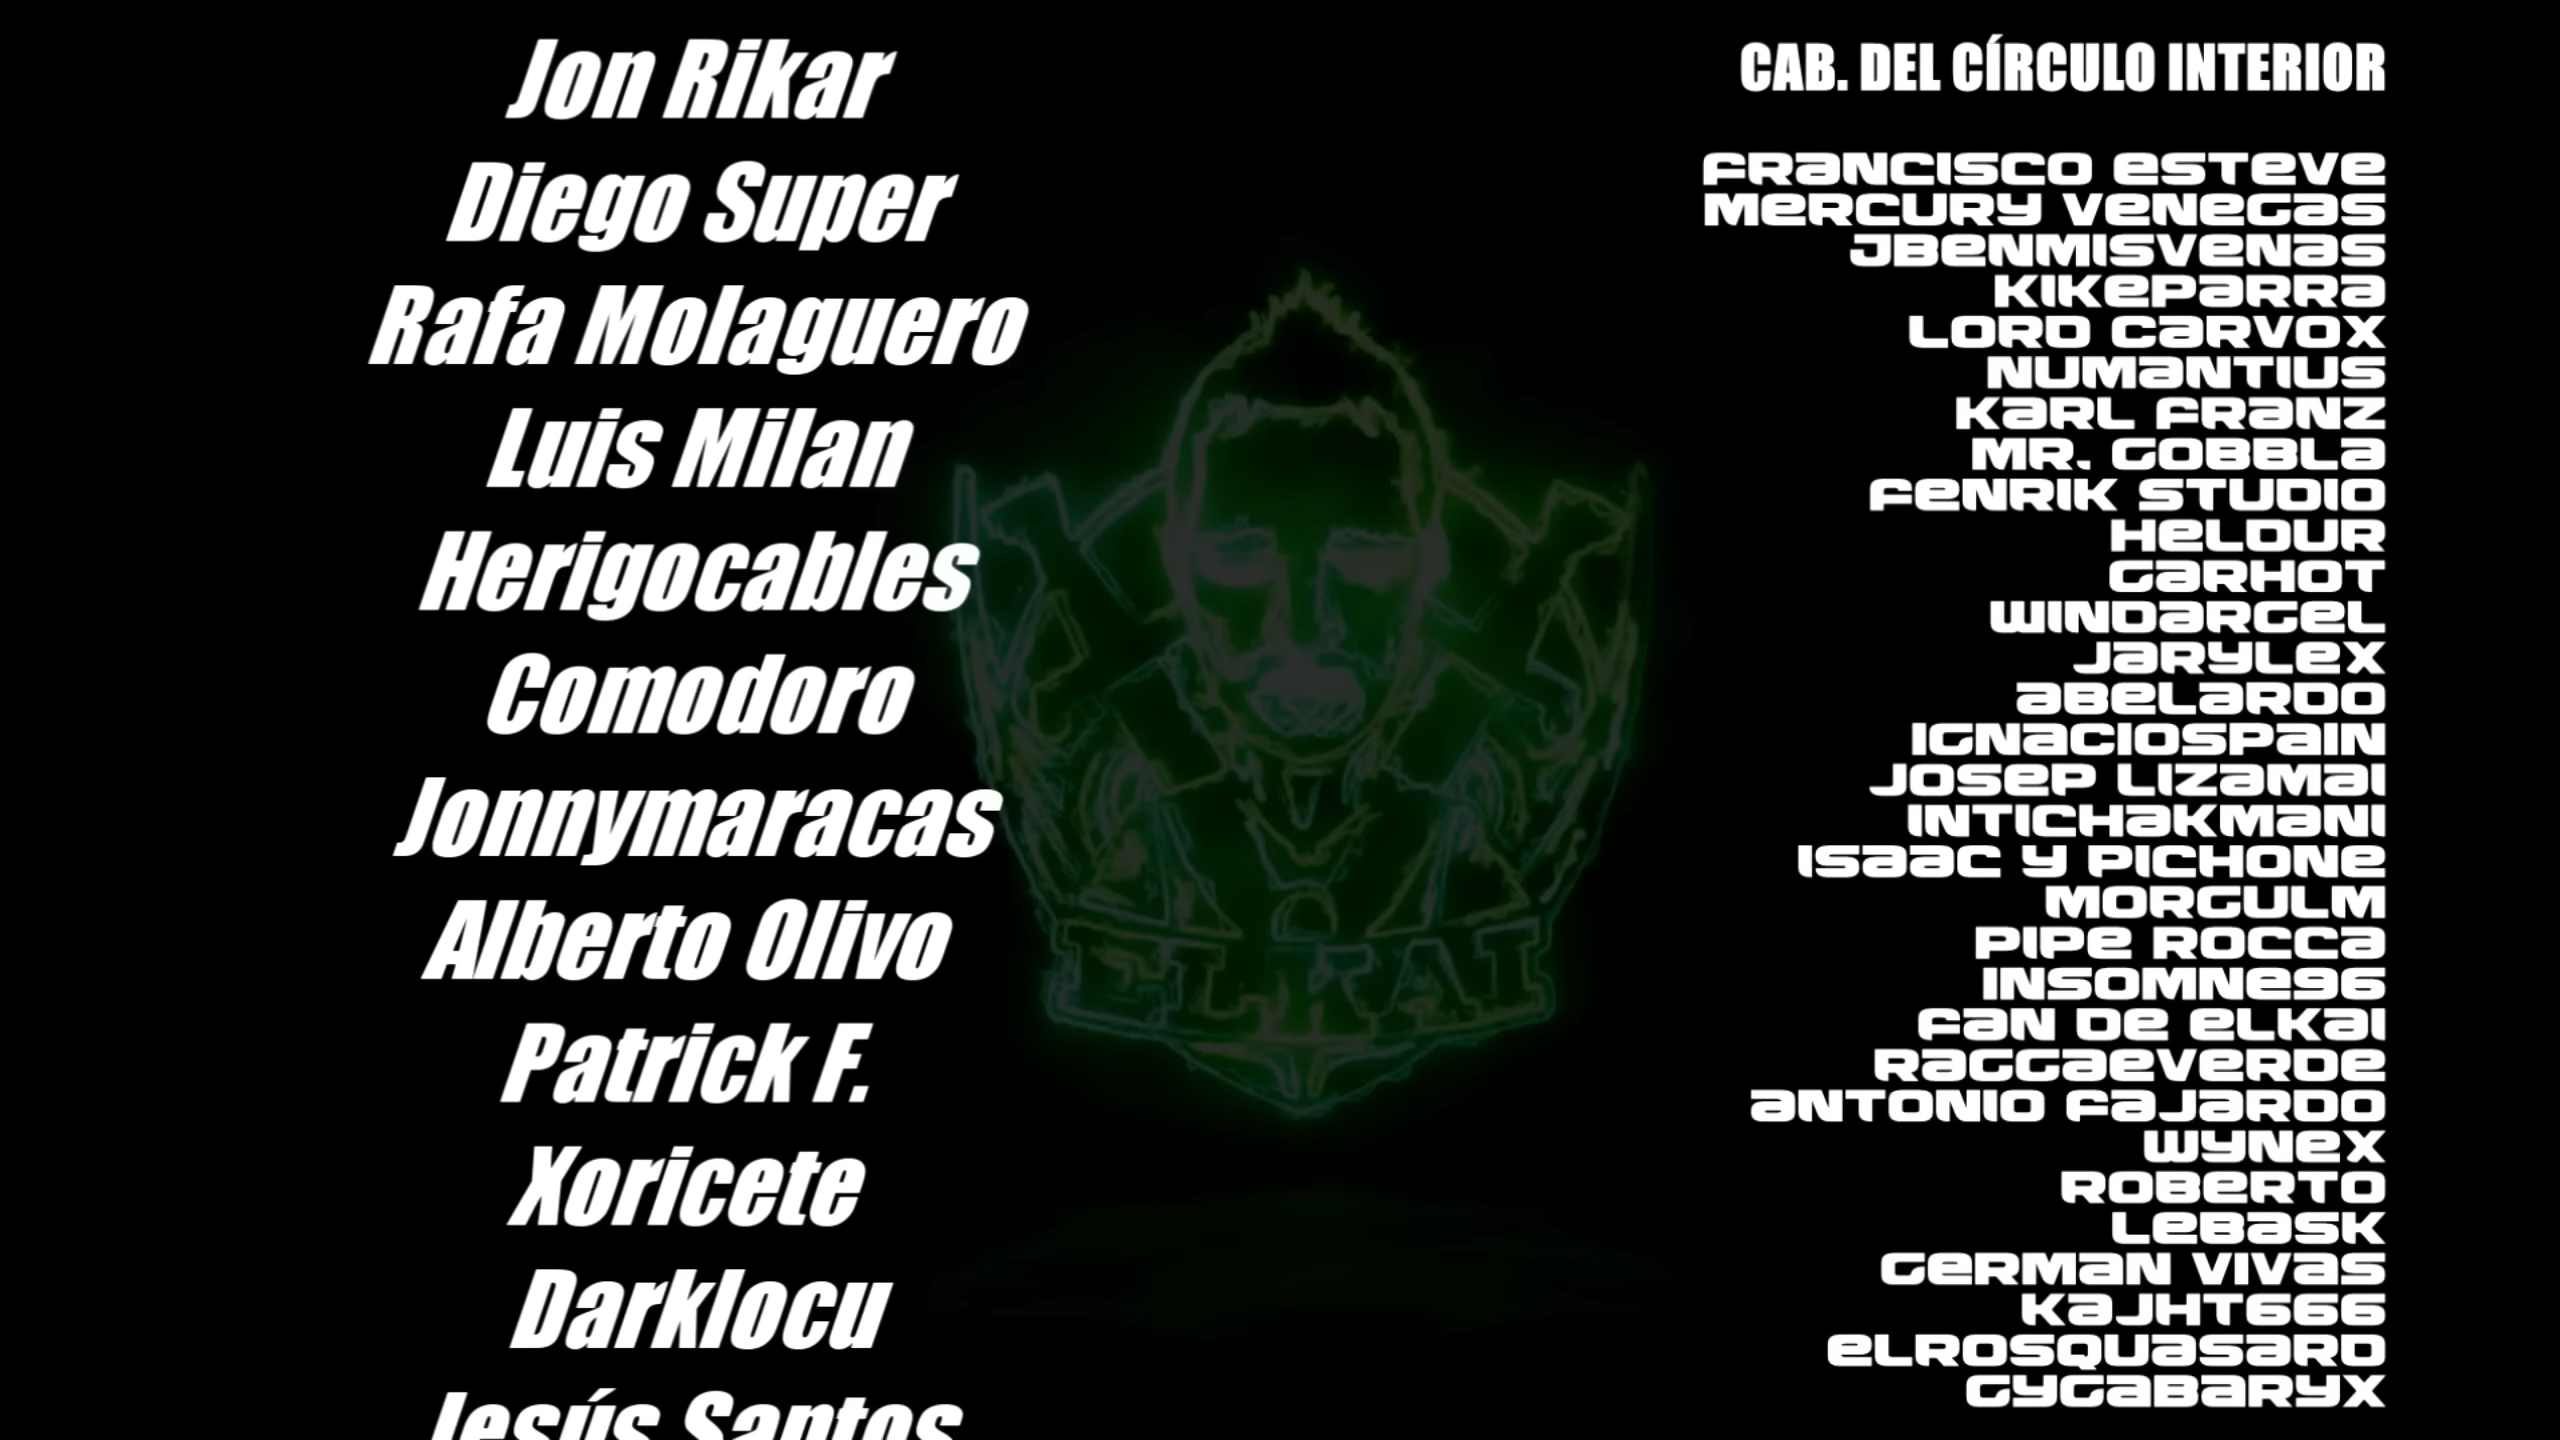 Jon Rikar
Diego Super
Rafa Molaguero
Luis Milan
Herigocables
Comodoro
Jonnymaracas
Alberto Olivo
Patrick F.
Xoricete
Darklocu
Jesús Santos
CAB. DEL CÍRCULO INTERIOR
FRANCISCO ESTEVE
MERCURY VENEGAS
JBENMISVENAS
KIKEPARRA
LORD CARVOX
NUMANTIUS
KARL FRANZ
MR. GOBBLA
FENRIK STUDIO
HELDUR
GARHOT
WINDARGEL
JARYLEX
ABELARDO
IGNACIOSPAIN
JOSEP LIZAMAI
INTICHAKMANI
ISAAC Y PICHONE
MORGULM
PIPE ROCCA
INSOMNE96
FAN DE ELKAI
RAGGAEVERDE
ANTONIO FAJARDO
WYNEX
ROBERTO
LEBASK
GERMAN VIVAS
KAJHT666
ELROSQUASARD
GYGABARYX
ELKAI